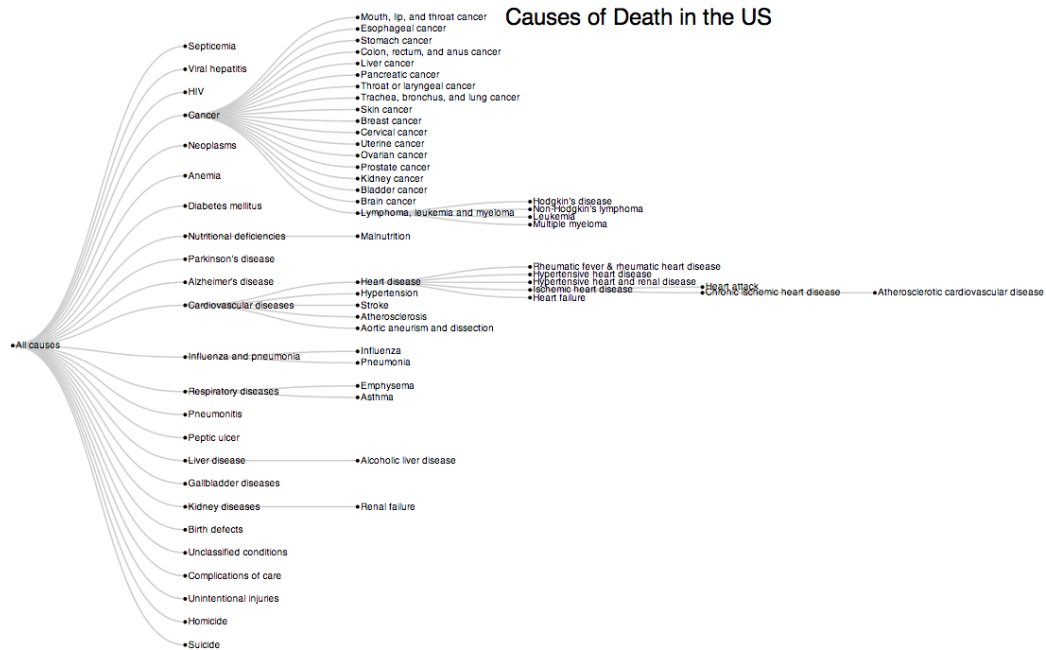 Causes of Death in the US
All causes
Septicemia
Viral hepatitis
HIV
Cancer
Mouth, lip, and throat cancer
Esophageal cancer
Stomach cancer
Colon, rectum, and anus cancer
Liver cancer
Pancreatic cancer
Throat or laryngeal cancer
Trachea, bronchus, and lung cancer
Skin cancer
Breast cancer
Cervical cancer
Uterine cancer
Ovarian cancer
Prostate cancer
Kidney cancer
Bladder cancer
Brain cancer
Lymphoma, leukemia and myeloma
Hodgkin's disease
Non-Hodgkin's lymphoma
Leukemia
Multiple myeloma
Neoplasms
Anemia
Diabetes mellitus
Nutritional deficiencies
Malnutrition
Parkinson's disease
Alzheimer's disease
Cardiovascular diseases
Heart disease
Rheumatic fever & rheumatic heart disease
Hypertensive heart disease
Hypertensive heart and renal disease
Ischemic heart disease
Heart attack
Chronic ischemic heart disease
Atherosclerotic cardiovascular disease
Heart failure
Hypertension
Stroke
Atherosclerosis
Aortic aneurism and dissection
Influenza and pneumonia
Influenza
Pneumonia
Respiratory diseases
Emphysema
Asthma
Pneumonitis
Peptic ulcer
Liver disease
Alcoholic liver disease
Gallbladder diseases
Kidney diseases
Renal failure
Birth defects
Unclassified conditions
Complications of care
Unintentional injuries
Homicide
Suicide